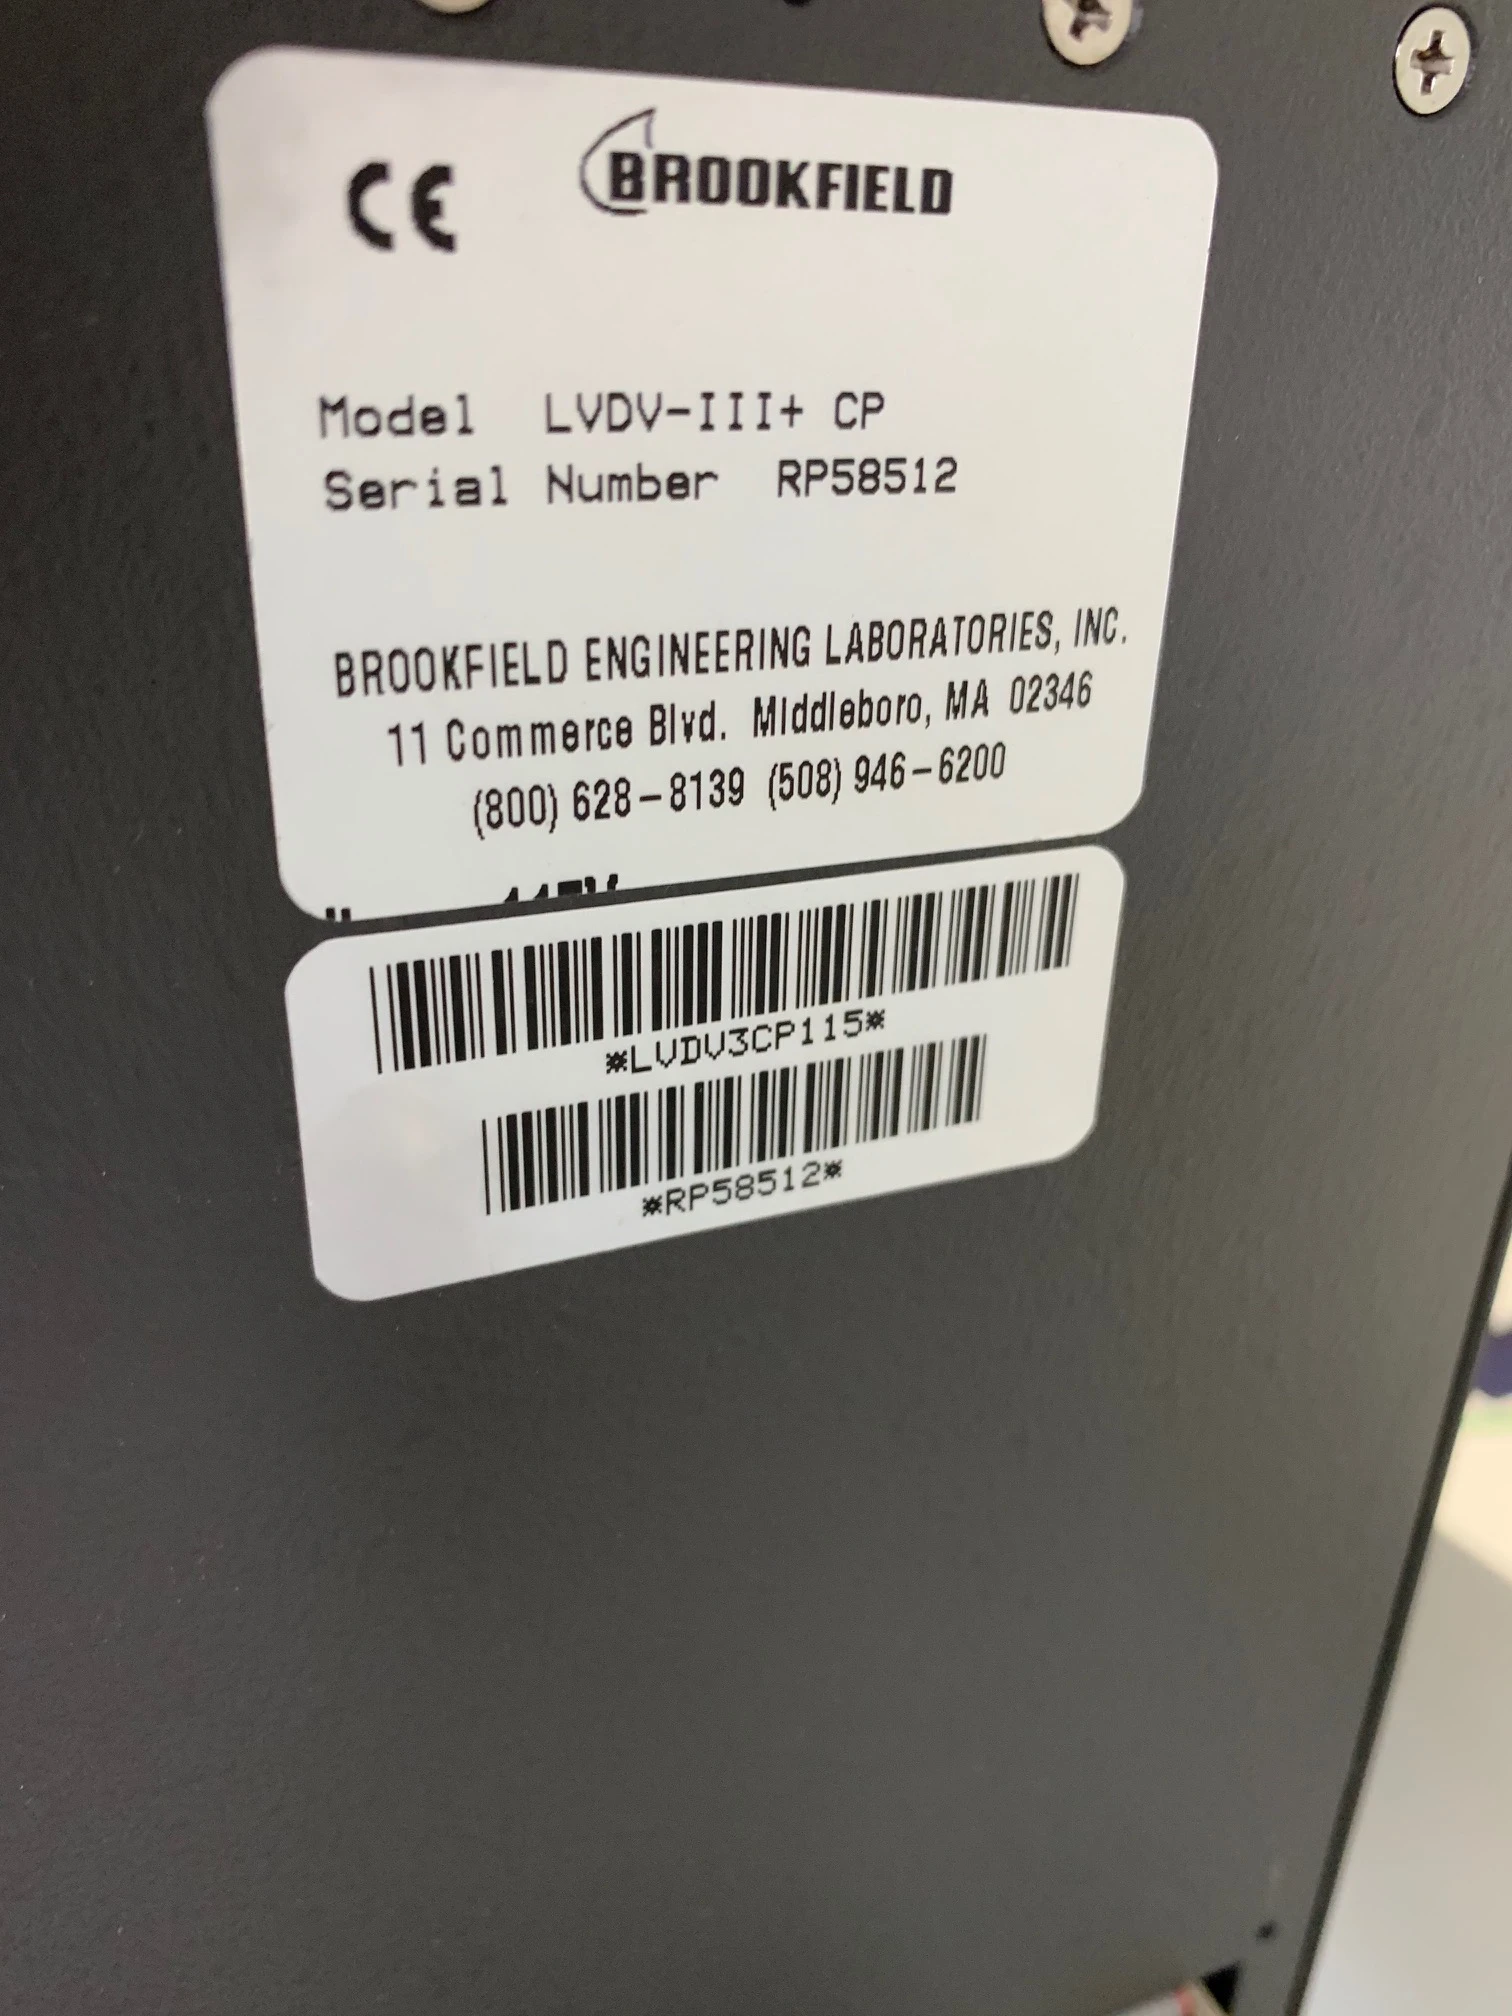 CE BROOKFIELD
Model LVDV-III+ CP
Serial Number RP58512
BROOKFIELD ENGINEERING LABORATORIES, INC.
11 Commerce Blvd. Middleboro, MA 02346
(800) 628-8139 (508) 946-6200
*LVDV3CP115*
*RP58512*